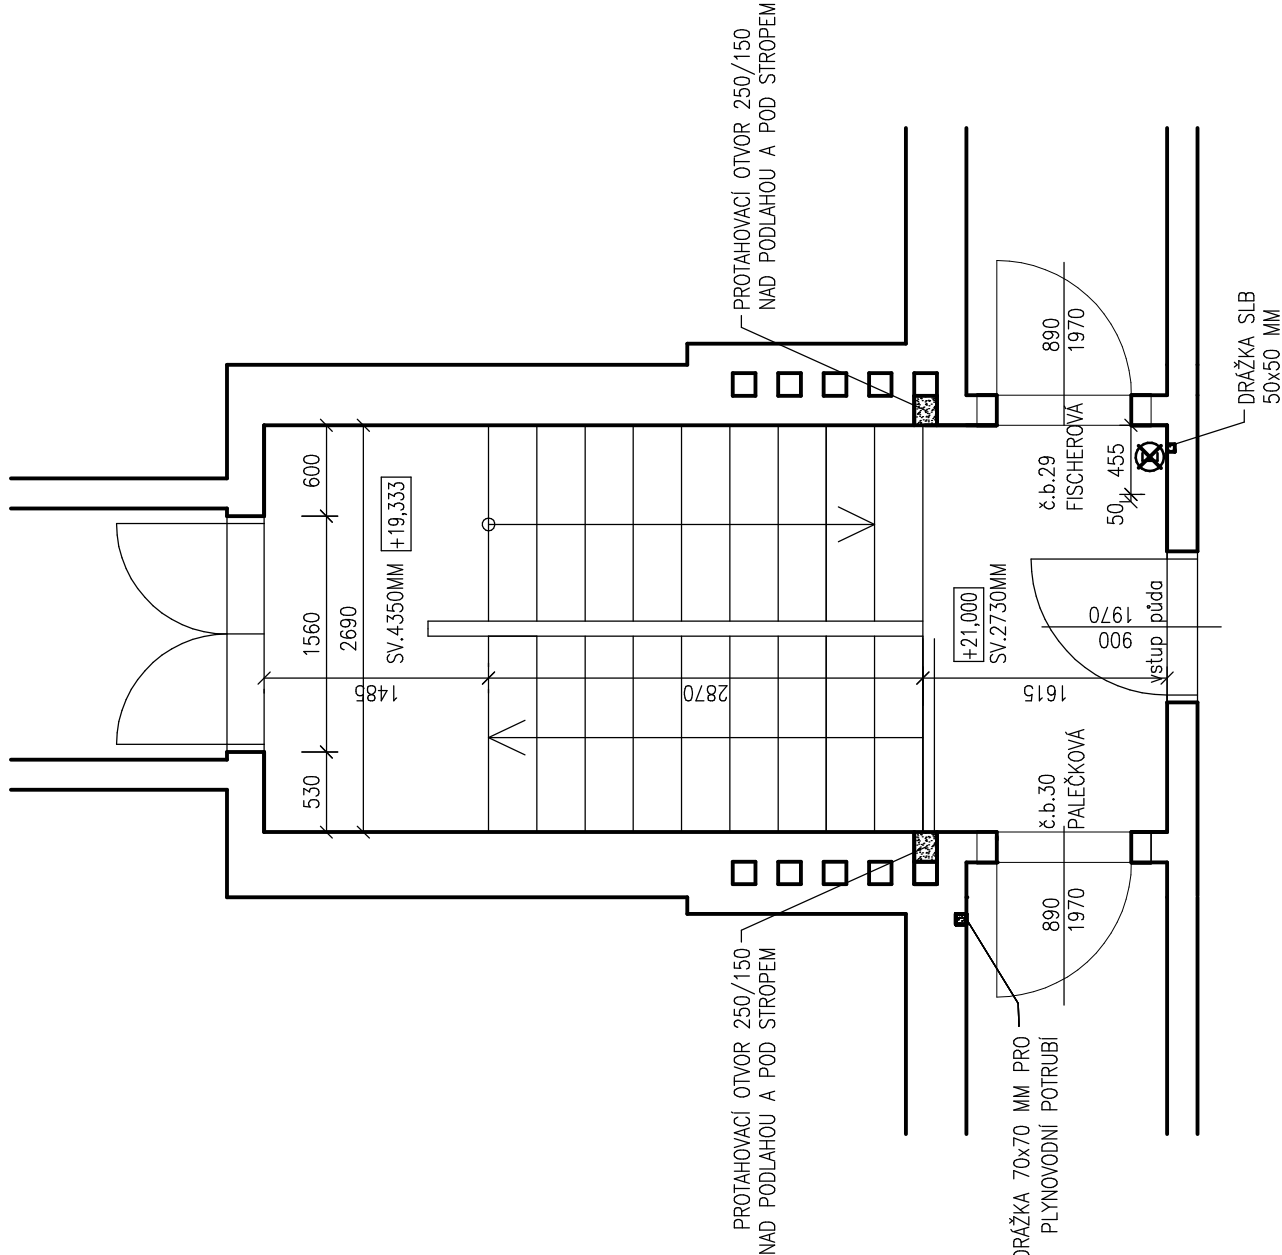 PROTAHOVACÍ OTVOR 250/150
NAD PODLAHOU A POD STROPEM
600
1560
530
2690
SV.4350MM
+19,333
1485
2870
1615
+21,000
SV.2730MM
890
1970
č.b.29
FISCHEROVÁ
455
50
DRÁŽKA SLB
50x50 MM
900
1970
vstup půda
č.b.30
PALEČKOVÁ
890
1970
PROTAHOVACÍ OTVOR 250/150
NAD PODLAHOU A POD STROPEM
DRÁŽKA 70x70 MM PRO
PLYNOVODNÍ POTRUBÍ